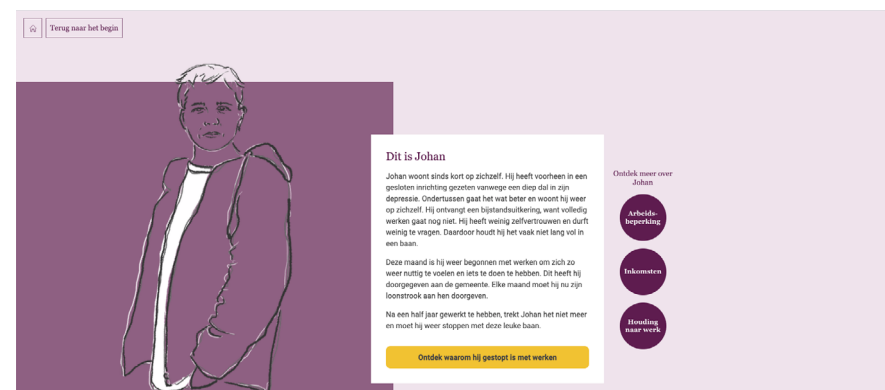 Terug naar het begin
Dit is Johan
Johan woont sinds kort op zichzelf. Hij heeft voorheen in een
gesloten inrichting gezeten vanwege een diep dal in zijn
depressie. Ondertussen gaat het wat beter en woont hij weer
op zichzelf. Hij ontvangt een bijstandsuitkering, want volledig
werken gaat nog niet. Hij heeft weinig zelfvertrouwen en durft
weinig te vragen. Daardoor houdt hij het vaak niet lang vol in
een baan.
Deze maand is hij weer begonnen met werken om zich zo
weer nuttig te voelen en iets te doen te hebben. Dit heeft hij
doorgegeven aan de gemeente. Elke maand moet hij nu zijn
loonstrook aan hen doorgeven.
Na een half jaar gewerkt te hebben, trekt Johan het niet meer
en moet hij weer stoppen met deze leuke baan.
Ontdek waarom hij gestopt is met werken
Ontdek meer over
Johan
Arbeids-
beperking
Inkomsten
Houding
naar werk